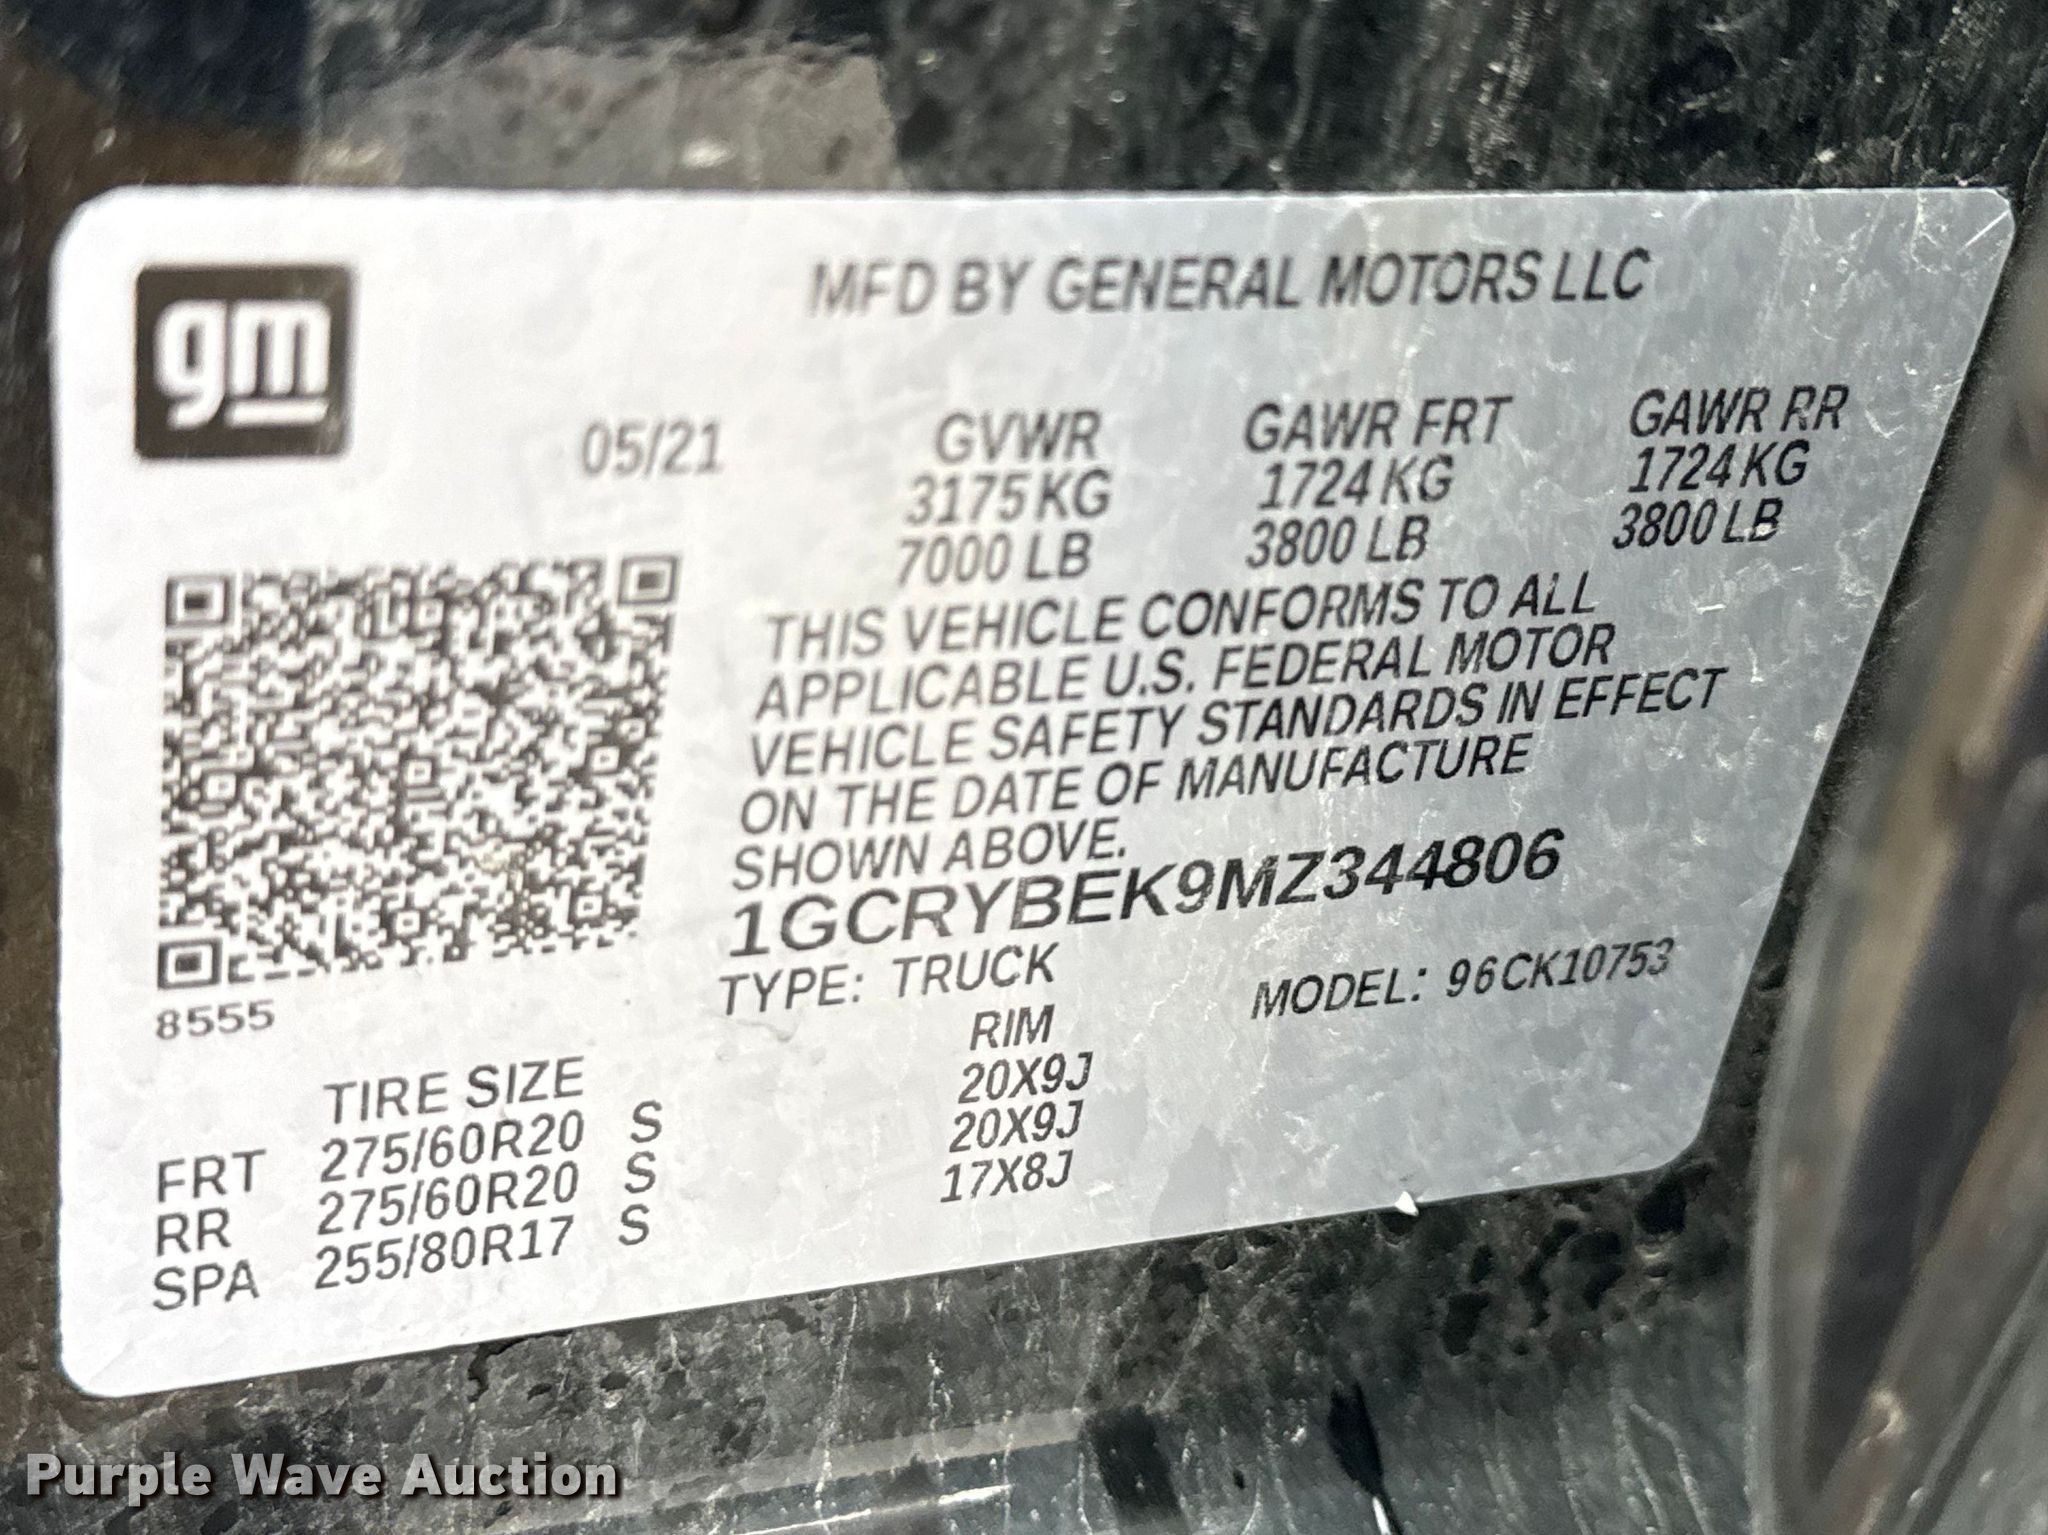 gm
MFD BY GENERAL MOTORS LLC
05/21
GVWR GAWR FRT GAWR RR
3175 KG 1724 KG 1724 KG
7000 LB 3800 LB 3800 LB
THIS VEHICLE CONFORMS TO ALL
APPLICABLE U.S. FEDERAL MOTOR
VEHICLE SAFETY STANDARDS IN EFFECT
ON THE DATE OF MANUFACTURE
SHOWN ABOVE.
1GCRYBEK9MZ344806
TYPE: TRUCK MODEL: 96CK10753
8555
TIRE SIZE RIM
FRT 275/60R20 S 20X9J
RR 275/60R20 S 20X9J
SPA 255/80R17 S 17X8J
Purple Wave Auction